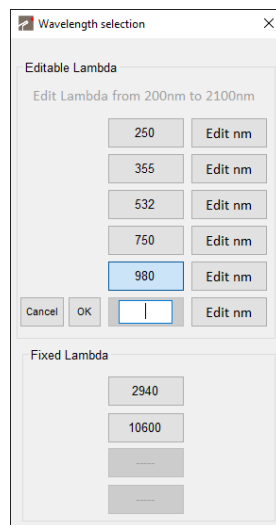 Wavelength selection
Editable Lambda
Edit Lambda from 200nm to 2100nm
250 Edit nm
355 Edit nm
532 Edit nm
750 Edit nm
980 Edit nm
Cancel OK Edit nm
Fixed Lambda
2940
10600
-----
-----